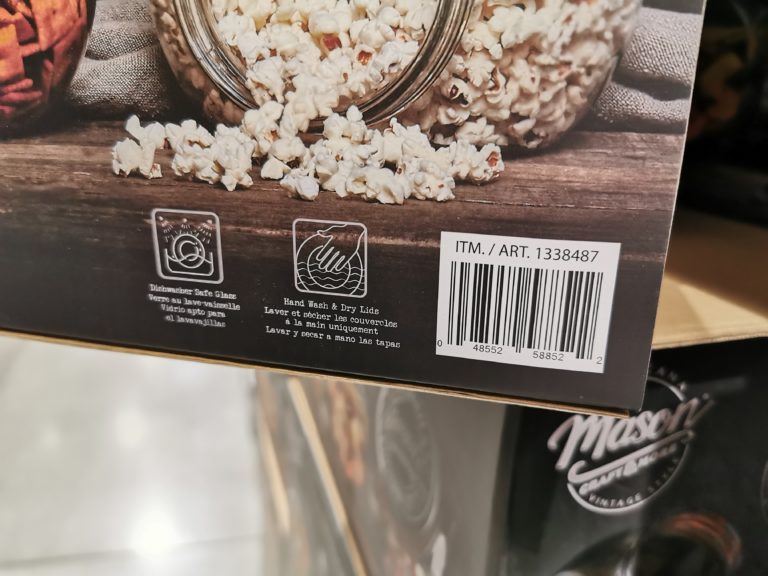 ITM. / ART. 1338487
0 48552 58852 2
Dishwasher Safe Glass
Verre au lave-vaisselle
Vidrio apto para
el lavavajillas
Hand Wash & Dry Lids
Laver et sécher les couvercles
à la main uniquement
Lavar y secar a mano las tapas
Mason
CRAFT & MORE
VINTAGE STYLE